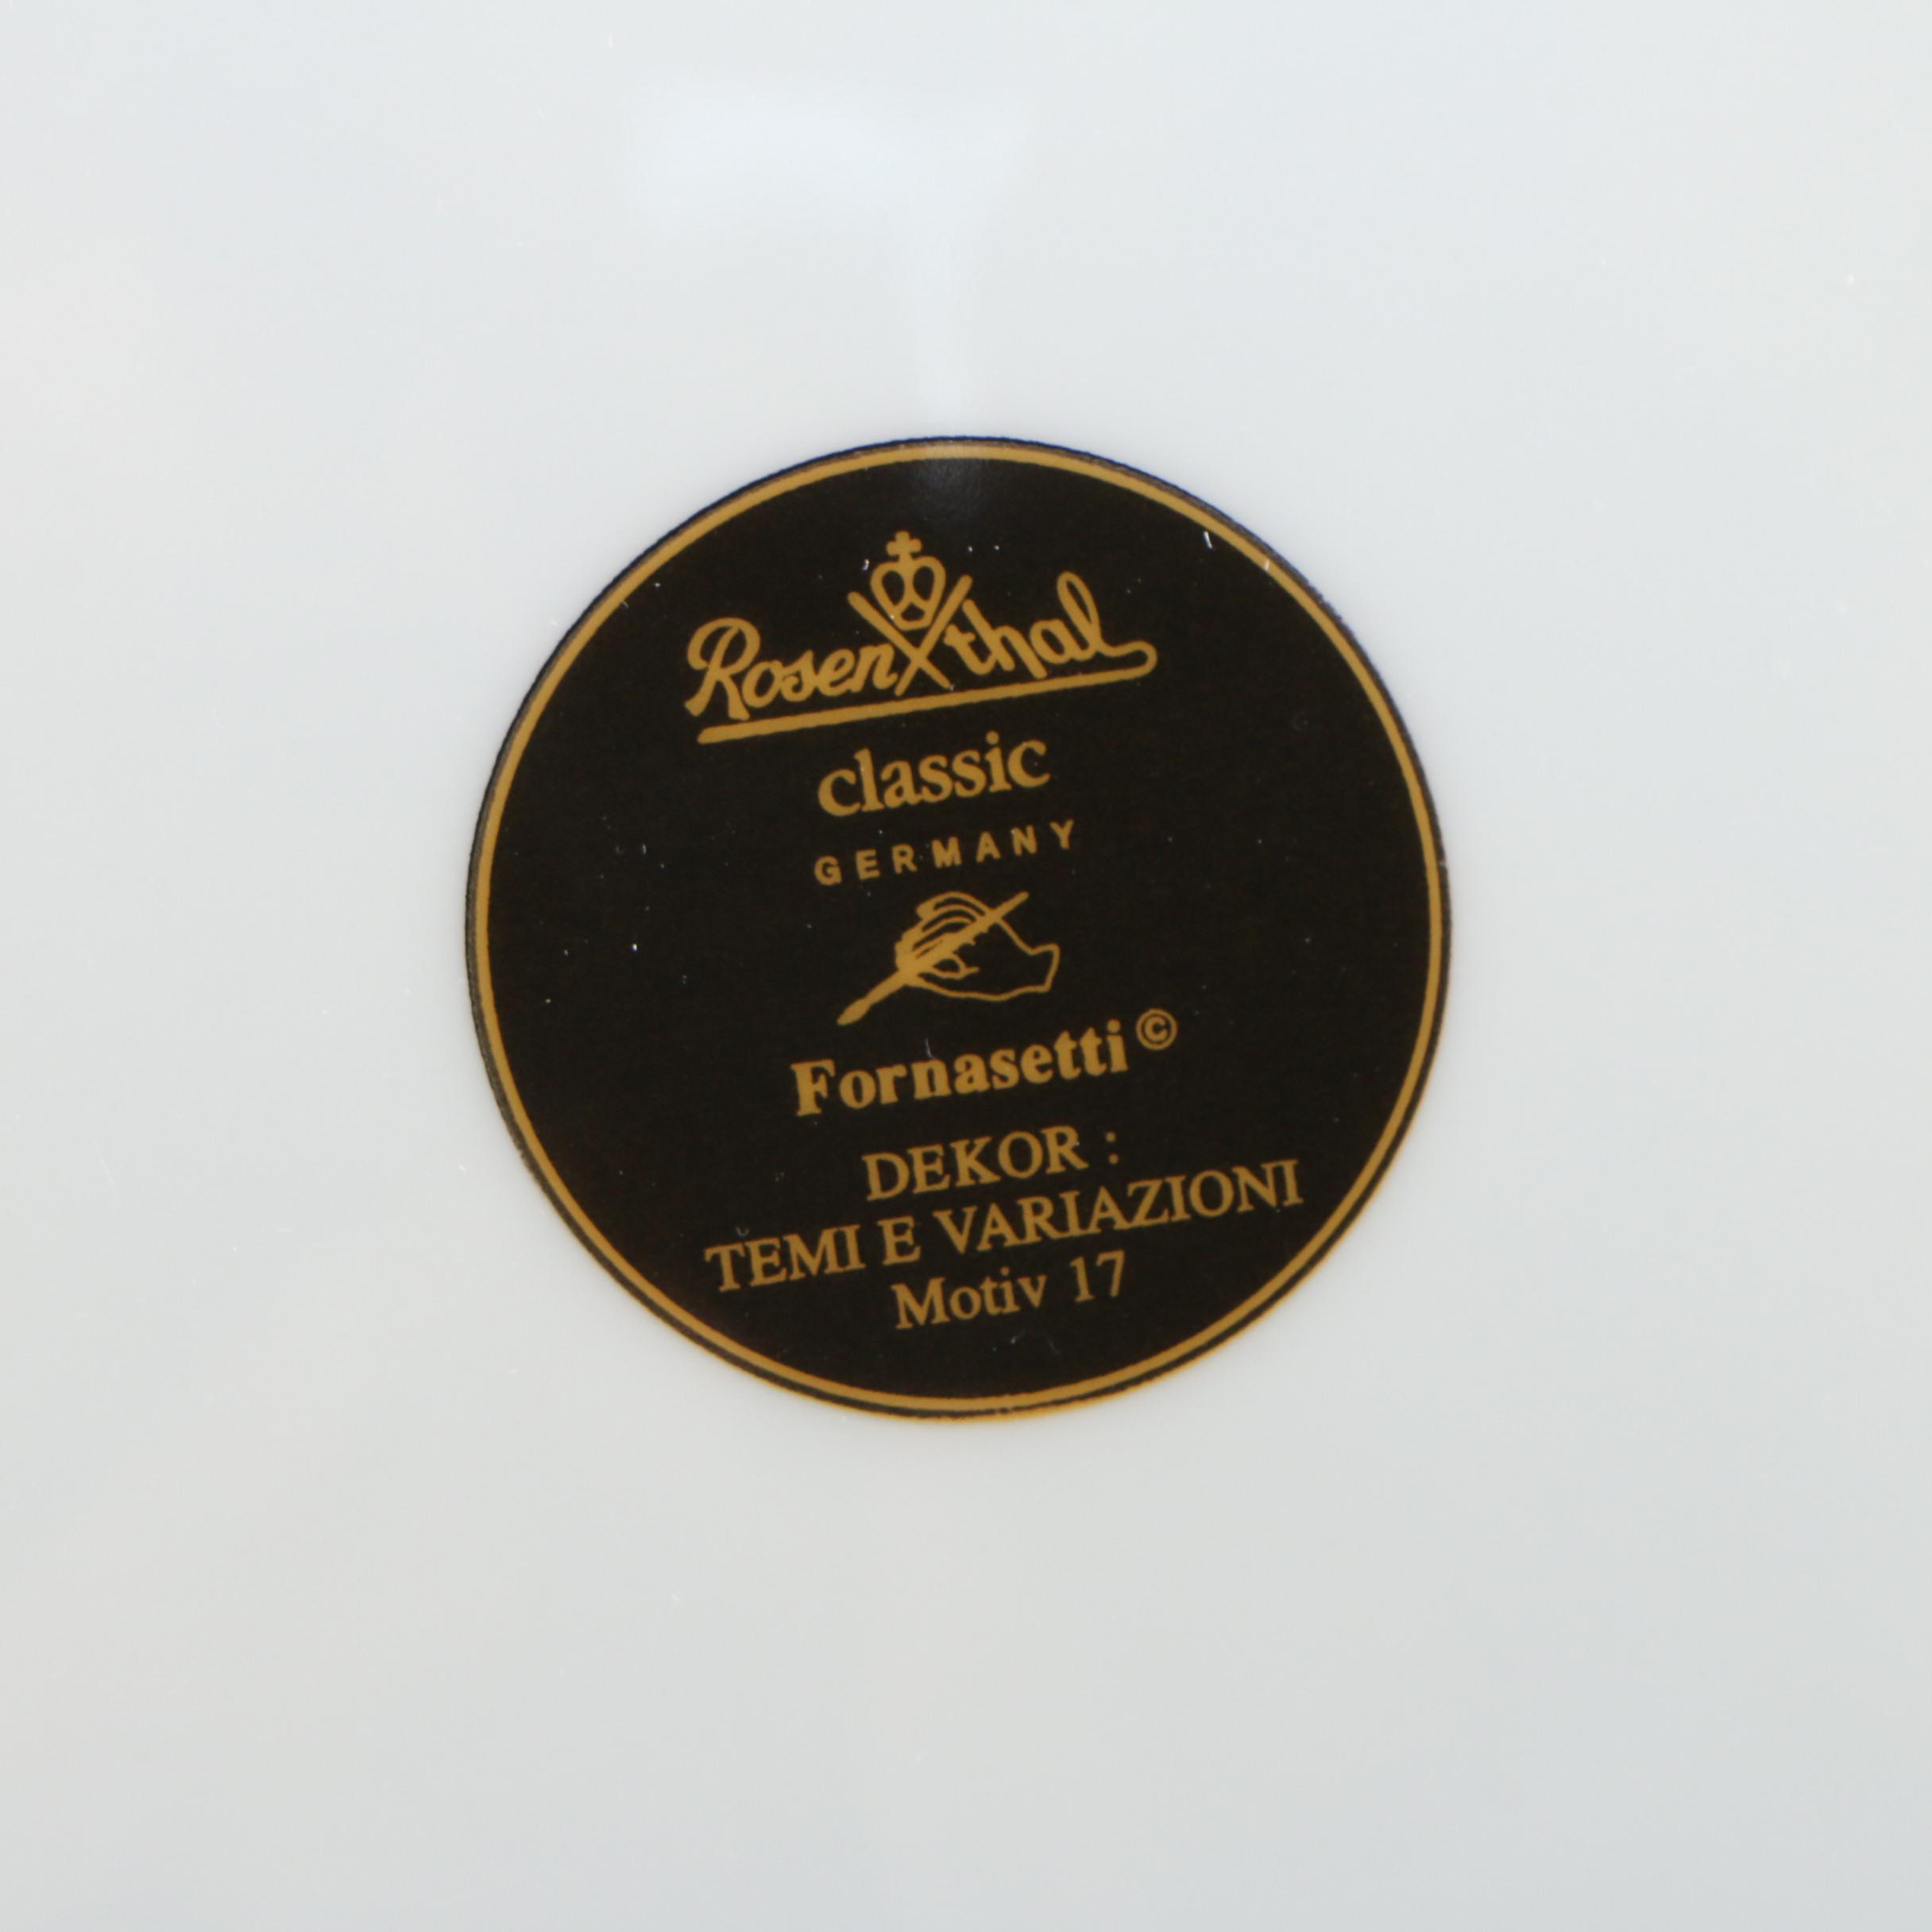 Rosenthal
classic
GERMANY
Fornasetti©
DEKOR :
TEMI E VARIAZIONI
Motiv 17